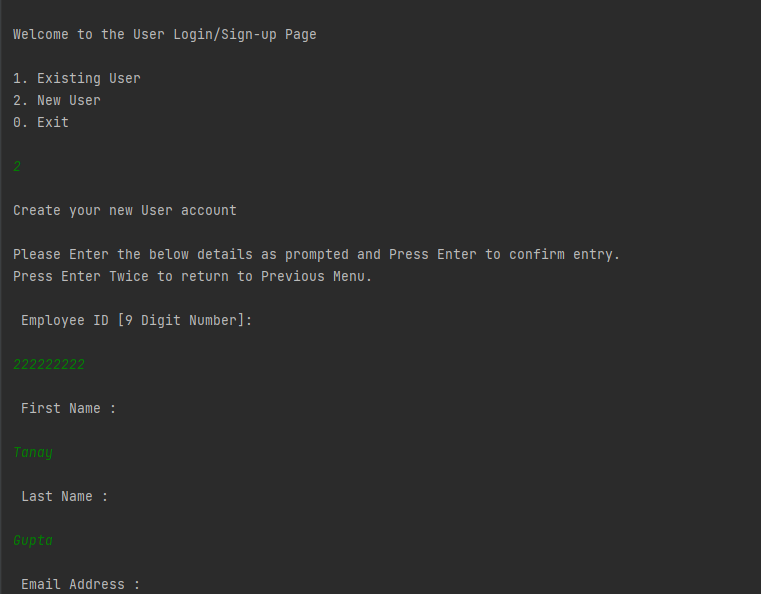 Welcome to the User Login/Sign-up Page
1. Existing User
2. New User
0. Exit
2
Create your new User account
Please Enter the below details as prompted and Press Enter to confirm entry.
Press Enter Twice to return to Previous Menu.
Employee ID [9 Digit Number]:
222222222
First Name :
Tanay
Last Name :
Gupta
Email Address :